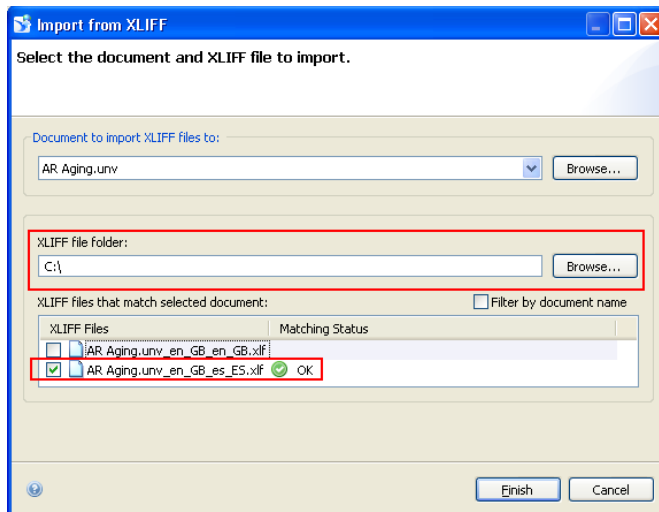 Import from XLIFF
Select the document and XLIFF file to import.
Document to import XLIFF files to:
AR Aging.unv
Browse...
XLIFF file folder:
C:\
Browse...
XLIFF files that match selected document:
Filter by document name
XLIFF Files Matching Status
AR Aging.unv_en_GB_en_GB.xlf
AR Aging.unv_en_GB_es_ES.xlf OK
Finish Cancel